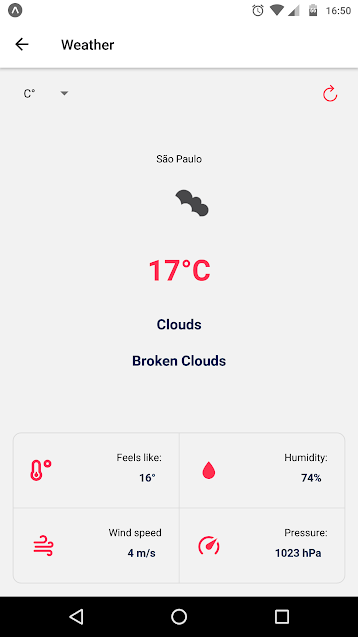 16:50
Weather
C°
São Paulo
17°C
Clouds
Broken Clouds
Feels like:
16°
Humidity:
74%
Wind speed
4 m/s
Pressure:
1023 hPa